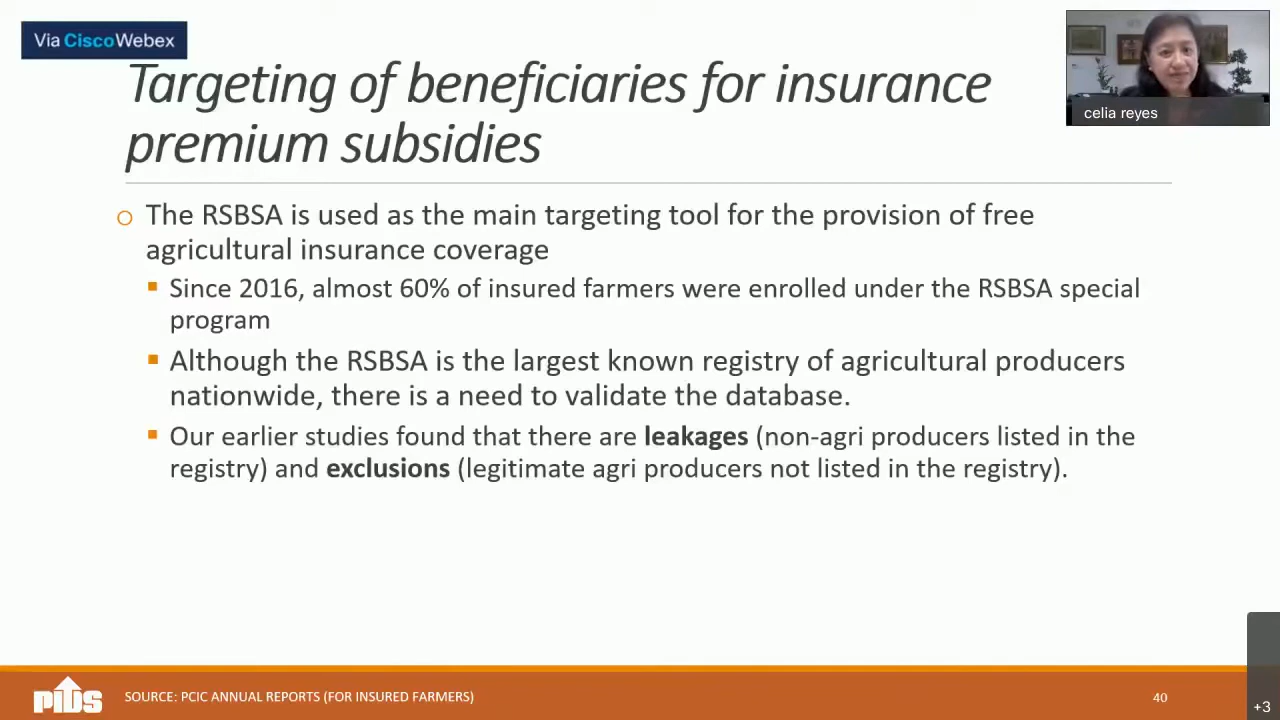 Via CiscoWebex
Targeting of beneficiaries for insurance
premium subsidies
celia reyes
The RSBSA is used as the main targeting tool for the provision of free
agricultural insurance coverage
Since 2016, almost 60% of insured farmers were enrolled under the RSBSA special
program
Although the RSBSA is the largest known registry of agricultural producers
nationwide, there is a need to validate the database.
Our earlier studies found that there are leakages (non-agri producers listed in the
registry) and exclusions (legitimate agri producers not listed in the registry).
PIDS
SOURCE: PCIC ANNUAL REPORTS (FOR INSURED FARMERS)
40
+3